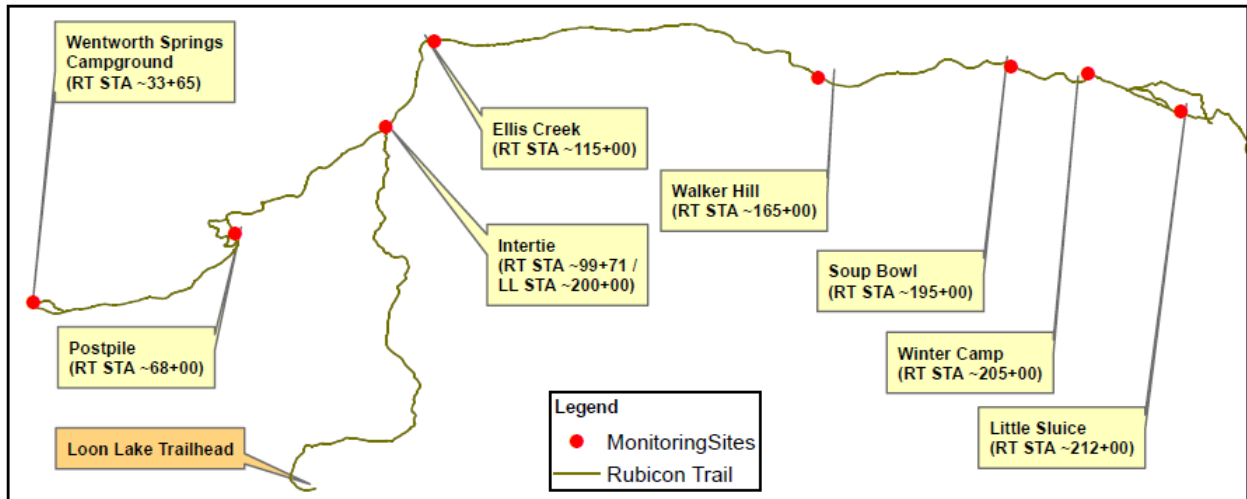 Wentworth Springs
Campground
(RT STA ~33+65)
Ellis Creek
(RT STA ~115+00)
Walker Hill
(RT STA ~165+00)
Intertie
(RT STA ~99+71 /
LL STA ~200+00)
Soup Bowl
(RT STA ~195+00)
Postpile
(RT STA ~68+00)
Winter Camp
(RT STA ~205+00)
Little Sluice
(RT STA ~212+00)
Loon Lake Trailhead
Legend
MonitoringSites
Rubicon Trail